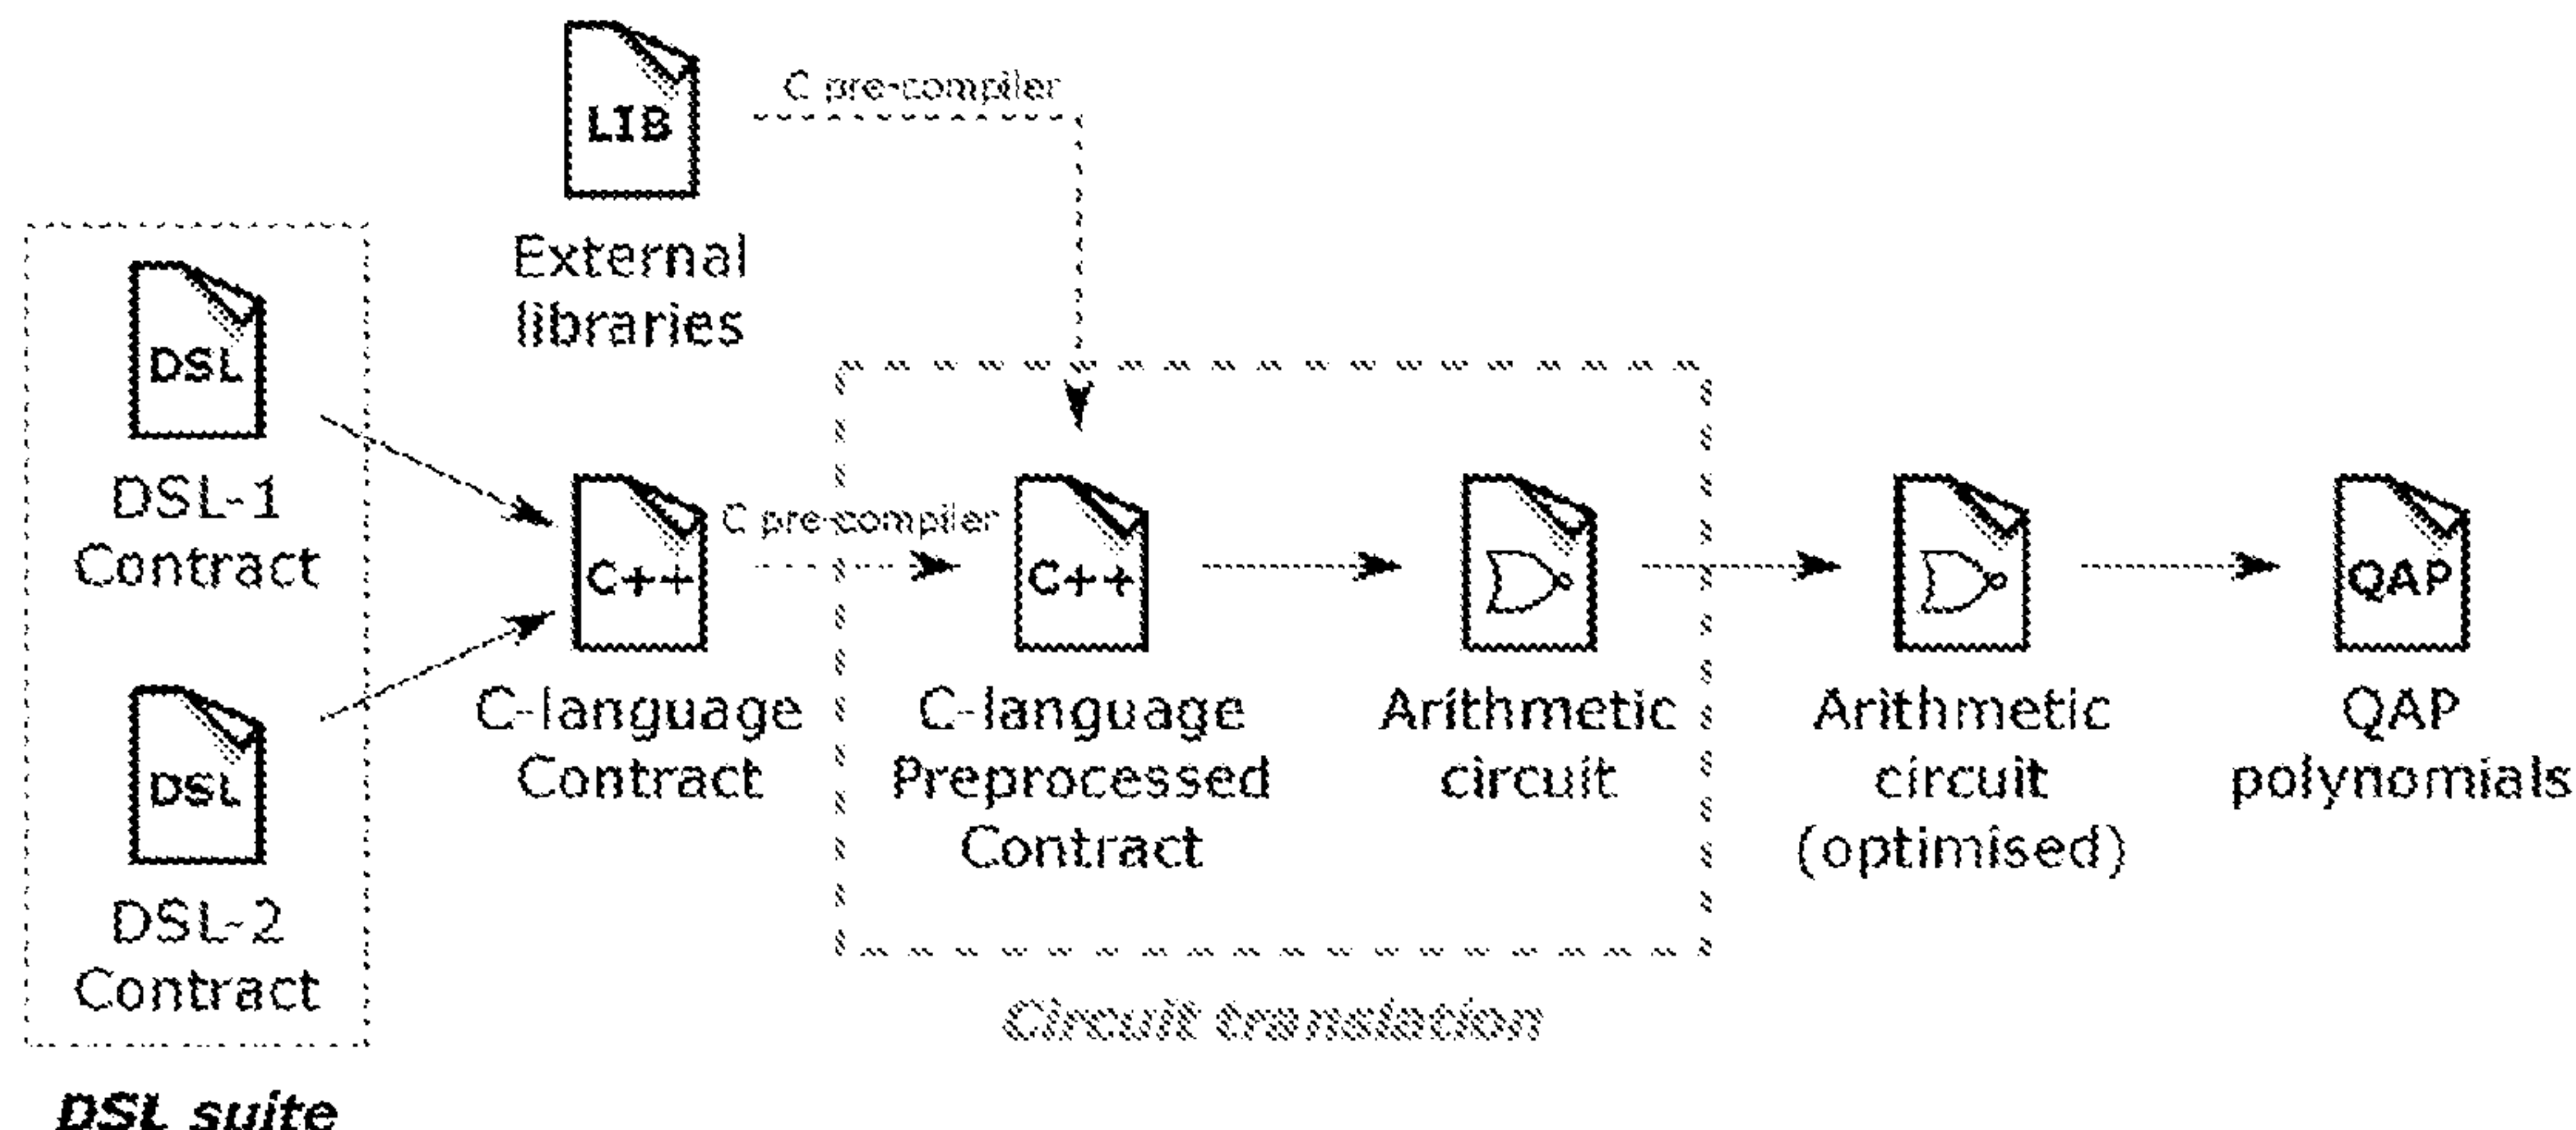 LIB
C pre-compiler
External
libraries
DSL
DSL-1
Contract
DSL
DSL-2
Contract
DSL suite
C++
C-language
Contract
C pre-compiler
C++
C-language
Preprocessed
Contract
Arithmetic
circuit
Circuit translation
Arithmetic
circuit
(optimised)
QAP
QAP
polynomials